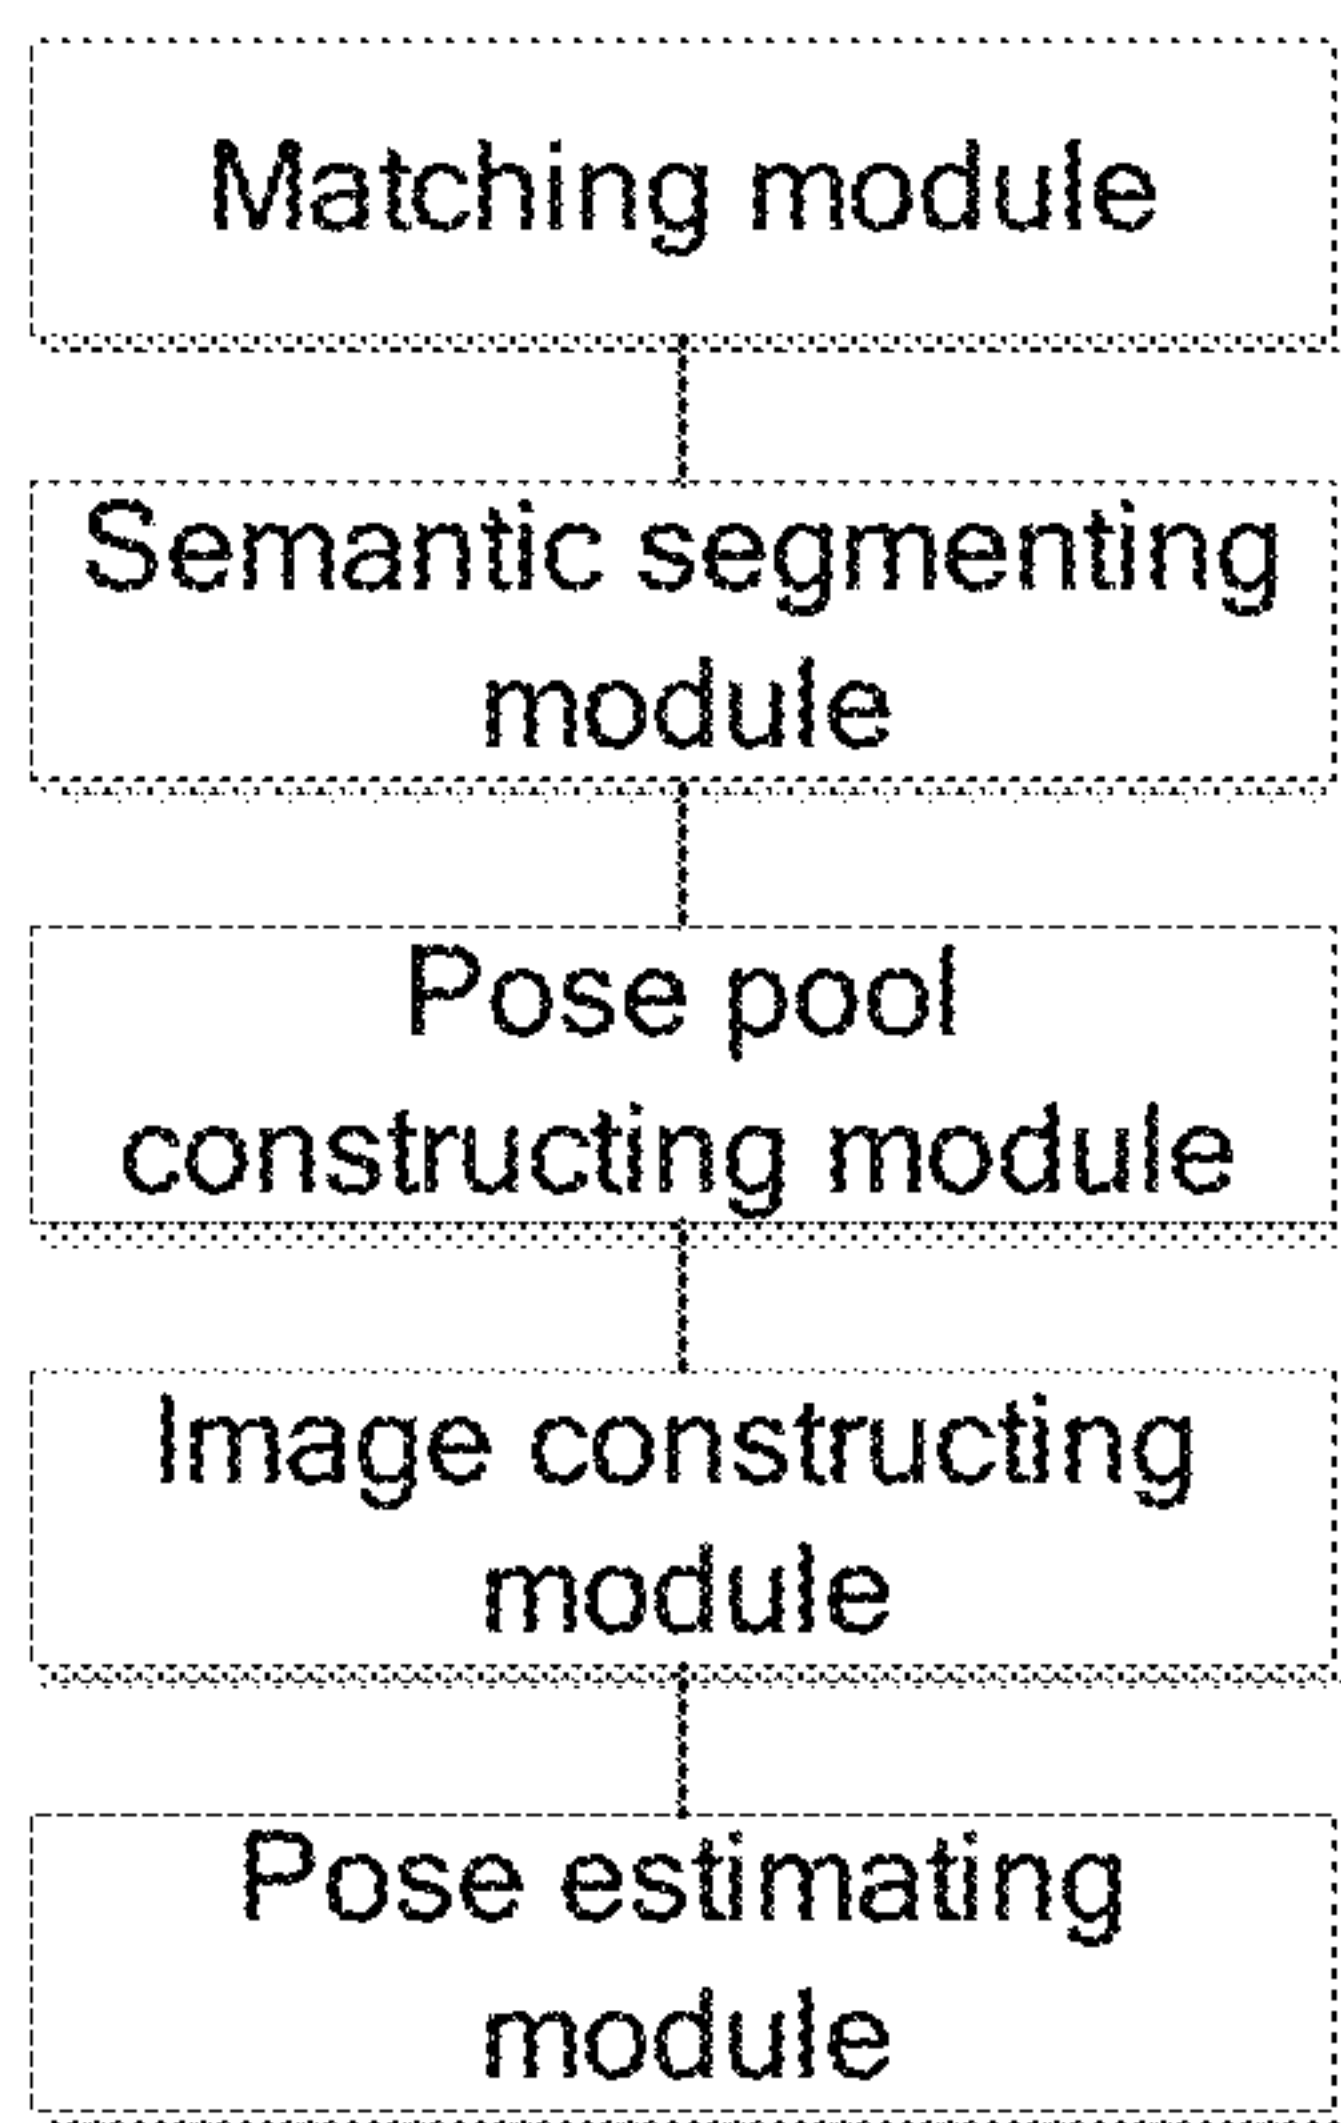 Matching module
Semantic segmenting
module
Pose pool
constructing module
Image constructing
module
Pose estimating
module